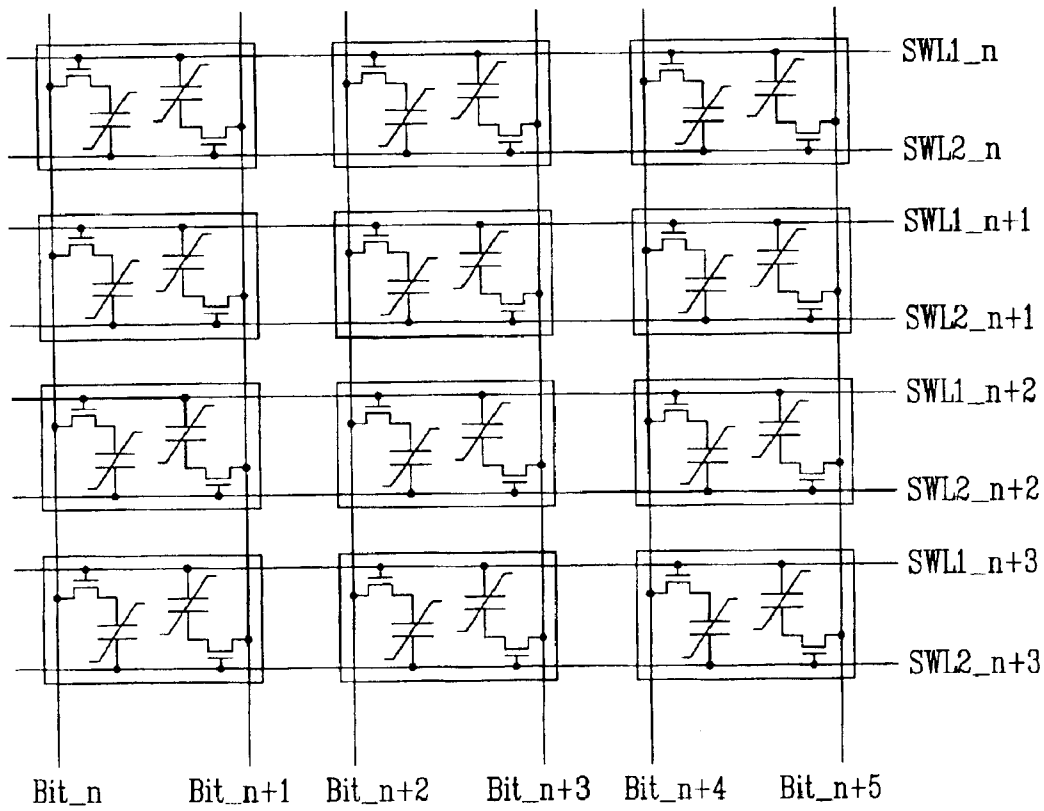 SWL1_n
SWL2_n
SWL1_n+1
SWL2_n+1
SWL1_n+2
SWL2_n+2
SWL1_n+3
SWL2_n+3
Bit_n Bit_n+1 Bit_n+2 Bit_n+3 Bit_n+4 Bit_n+5